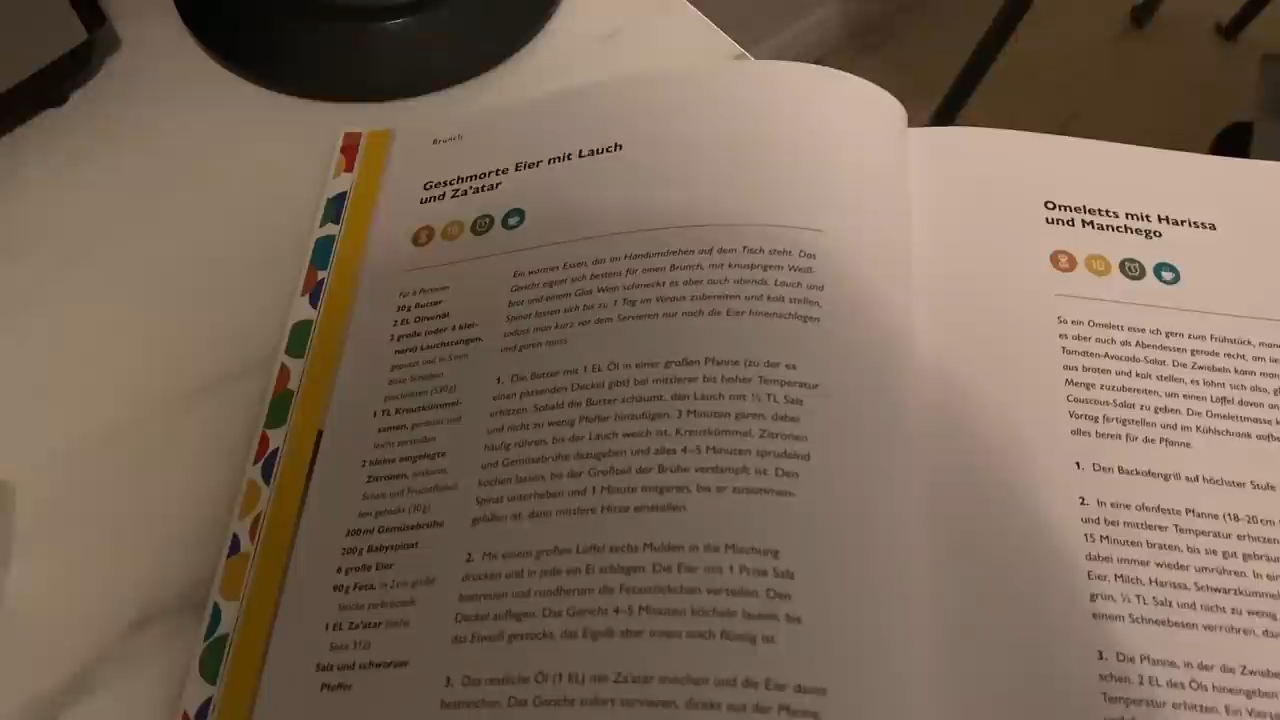 Brunch
Geschmorte Eier mit Lauch
und Za'atar
10
Ein warmes Essen, das im Handumdrehen auf dem Tisch steht. Das
Gericht eignet sich bestens für einen Brunch, mit knusprigem Weiß-
brot und einem Glas Wein schmeckt es aber auch abends. Lauch und
Spinat lassen sich bis zu 1 Tag im Voraus zubereiten und kalt stellen,
sodass man kurz vor dem Servieren nur noch die Eier hineinschlagen
und garen muss.
Für 6 Personen
30 g Butter
2 EL Olivenöl
2 große (oder 4 klei-
nere) Lauchstangen,
geputzt und in 5 mm
dicke Scheiben
geschnitten (530 g)
1 TL Kreuzkümmel-
samen, geröstet und
leicht zerstoßen
2 kleine eingelegte
Zitronen, entkernt,
Schale und Fruchtfleisch
fein gehackt (30 g)
300 ml Gemüsebrühe
200 g Babyspinat
6 große Eier
90 g Feta, in 2 cm große
Stücke zerbröckelt
1 EL Za'atar (siehe
Seite
Salz und schwarzer
Pfeffer
1. Die Butter mit 1 EL Öl in einer großen Pfanne (zu der es
einen passenden Deckel gibt) bei mittlerer bis hoher Temperatur
erhitzen. Sobald die Butter schäumt, den Lauch mit ½ TL Salz
und nicht zu wenig Pfeffer hinzufügen. 3 Minuten garen, dabei
häufig rühren, bis der Lauch weich ist. Kreuzkümmel, Zitronen
und Gemüsebrühe dazugeben und alles 4–5 Minuten sprudelnd
kochen lassen, bis der Großteil der Brühe verdampft ist. Den
Spinat unterheben und 1 Minute mitgaren, bis er zusammen-
gefallen ist, dann mittlere Hitze einstellen.
2. Mit einem großen Löffel sechs Mulden in die Mischung
drücken und in jede ein Ei schlagen. Die Eier mit 1 Prise Salz
bestreuen und rundherum die Fetastückchen verteilen. Den
Deckel auflegen. Das Gericht 4–5 Minuten köcheln lassen, bis
das Eiweiß gestockt, das Eigelb aber innen noch flüssig ist.
3. Das restliche Öl (1 EL) mit Za'atar mischen und die Eier damit
bestreichen. Das Gericht sofort servieren, direkt aus der Pfanne.
Omeletts mit Harissa
und Manchego
10
So ein Omelett esse ich gern zum Frühstück,
es aber auch als Abendessen gerade recht, am
Tomaten-Avocado-Salat. Die Zwiebeln kann man
aus braten und kalt stellen, es lohnt sich also,
Menge zuzubereiten, um einen Löffel davon
Couscous-Salat zu geben. Die Omelettmasse
Vortag fertigstellen und im Kühlschrank
alles bereit für die Pfanne.
1. Den Backofengrill auf höchster Stufe
2. In eine ofenfeste Pfanne (18–20 cm
und bei mittlerer Temperatur erhitzen
15 Minuten braten, bis sie gut
dabei immer wieder umrühren. In
Eier, Milch, Harissa, Schwarzkümmel
grün, ½ TL Salz und nicht zu wenig
einem Schneebesen verrühren,
3. Die Pfanne, in der die
schen. 2 EL des Öls hineingeben
Temperatur erhitzen. Ein